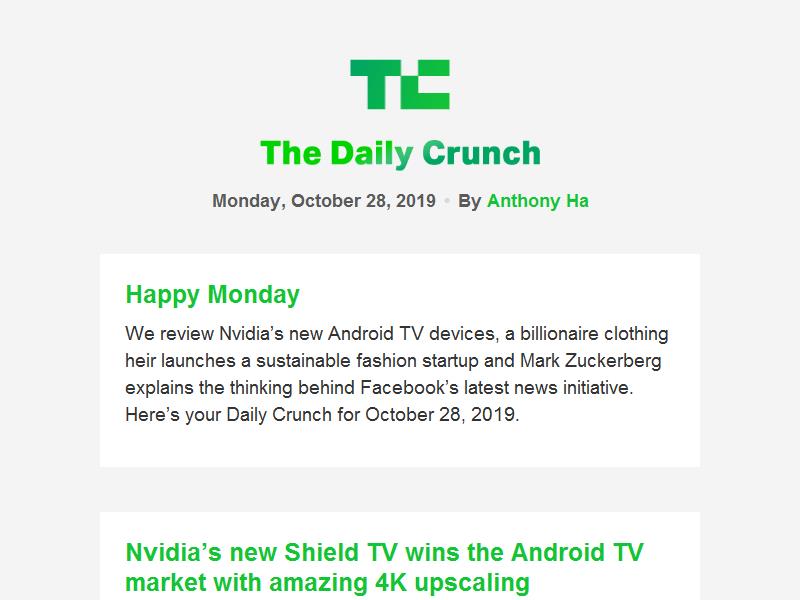 TC
The Daily Crunch
Monday, October 28, 2019 • By Anthony Ha
Happy Monday
We review Nvidia’s new Android TV devices, a billionaire clothing
heir launches a sustainable fashion startup and Mark Zuckerberg
explains the thinking behind Facebook’s latest news initiative.
Here’s your Daily Crunch for October 28, 2019.
Nvidia’s new Shield TV wins the Android TV
market with amazing 4K upscaling